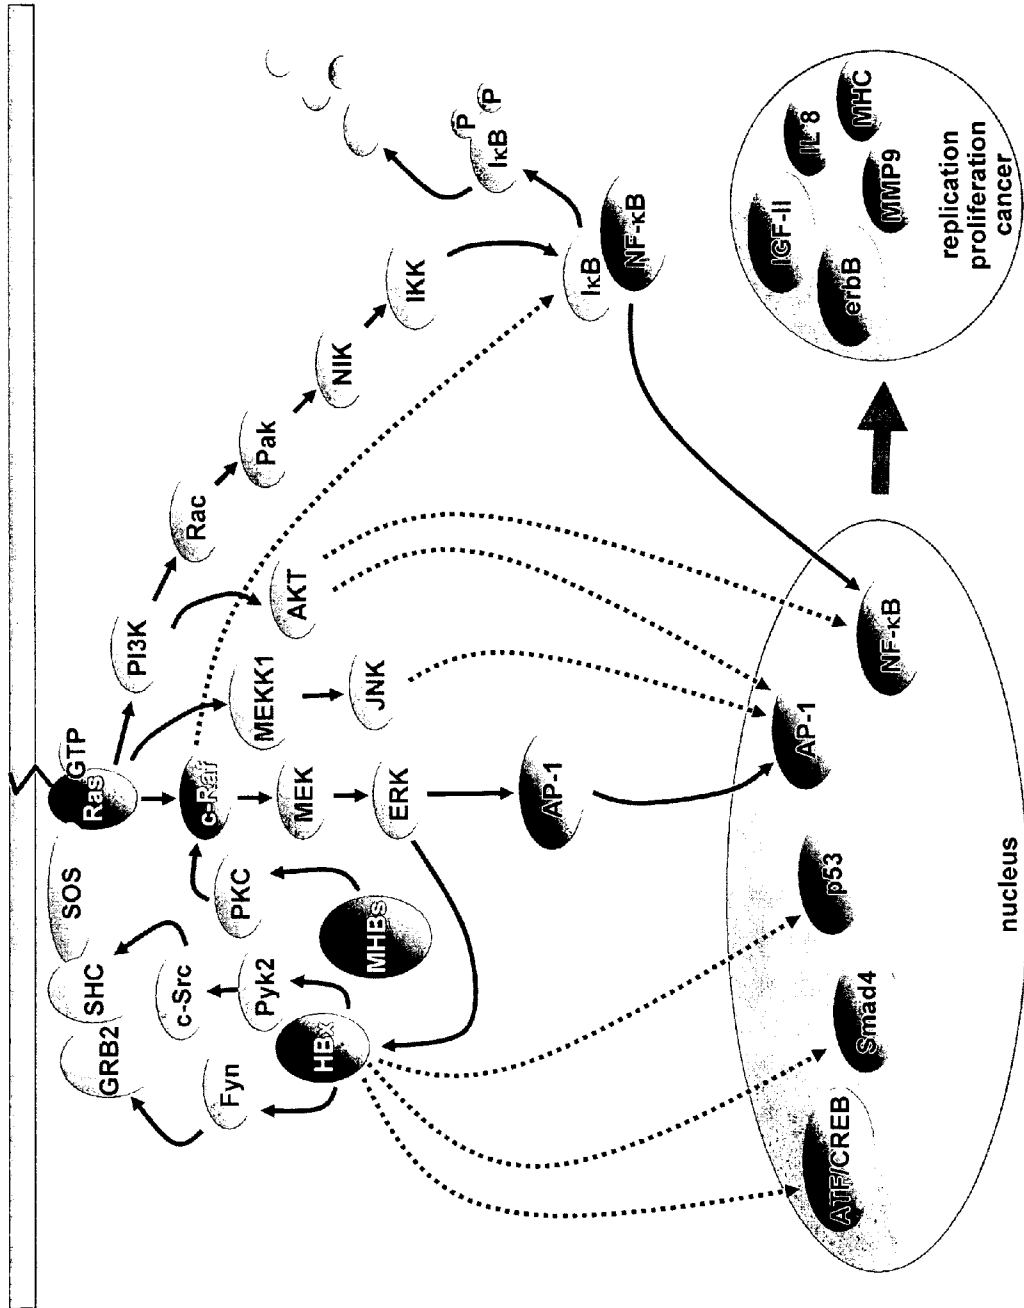 GRB2
SHC
SOS
Ras
GTP
Fyn
c-Src
PKC
c-Raf
PI3K
Rac
Pyk2
MEK
MEKK1
AKT
Pak
HBx
MHBs
ERK
JNK
NIK
IKK
AP-1
IκB
NF-κB
IκB
P
P
ATF/CREB
Smad4
p53
AP-1
NF-κB
nucleus
IGF-II
IL 8
erbB
MMP9
MHC
replication
proliferation
cancer